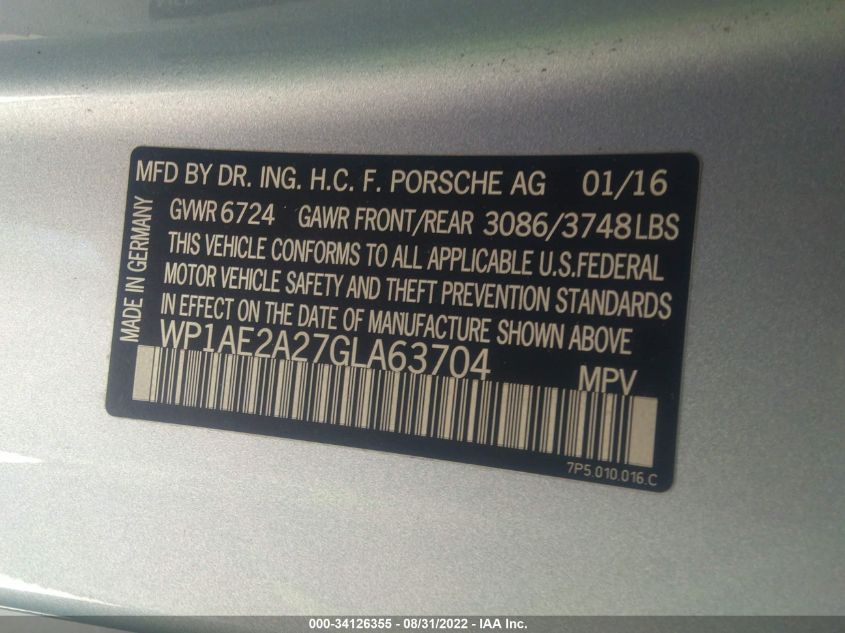 MFD BY DR. ING. H.C. F. PORSCHE AG 01/16
GVWR 6724 GAWR FRONT/REAR 3086/3748LBS
THIS VEHICLE CONFORMS TO ALL APPLICABLE U.S.FEDERAL
MOTOR VEHICLE SAFETY AND THEFT PREVENTION STANDARDS
IN EFFECT ON THE DATE OF MANUFACTURE SHOWN ABOVE
WP1AE2A27GLA63704 MPV
MADE IN GERMANY
7P5.010.016.C
000-34126355 - 08/31/2022 - IAA Inc.